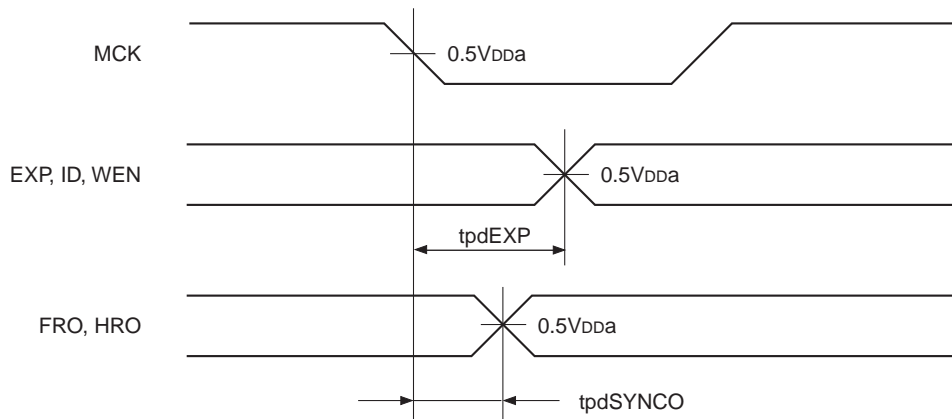 MCK
0.5VDDa
EXP, ID, WEN
0.5VDDa
tpdEXP
FRO, HRO
0.5VDDa
tpdSYNCO